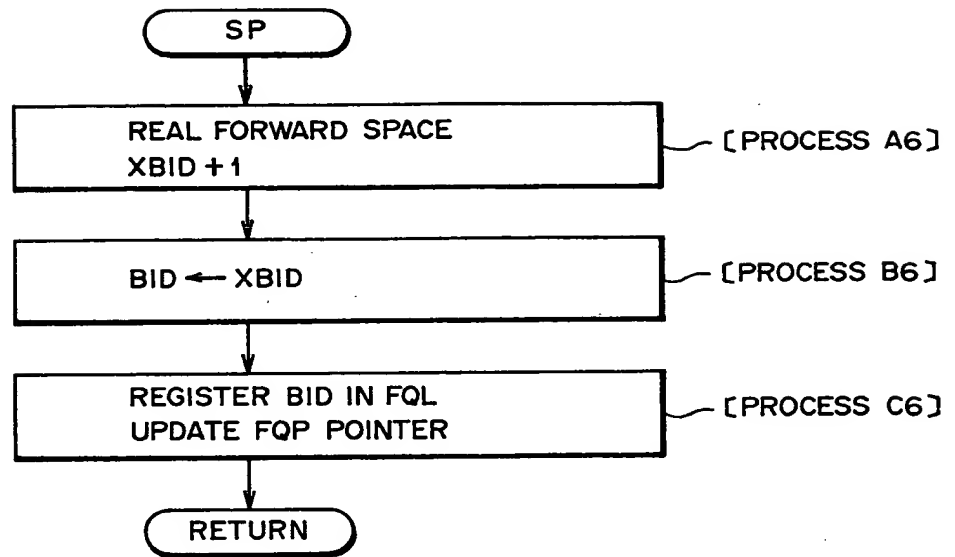 SP
REAL FORWARD SPACE
XBID + 1
[PROCESS A6]
BID ← XBID
[PROCESS B6]
REGISTER BID IN FQL
UPDATE FQP POINTER
[PROCESS C6]
RETURN